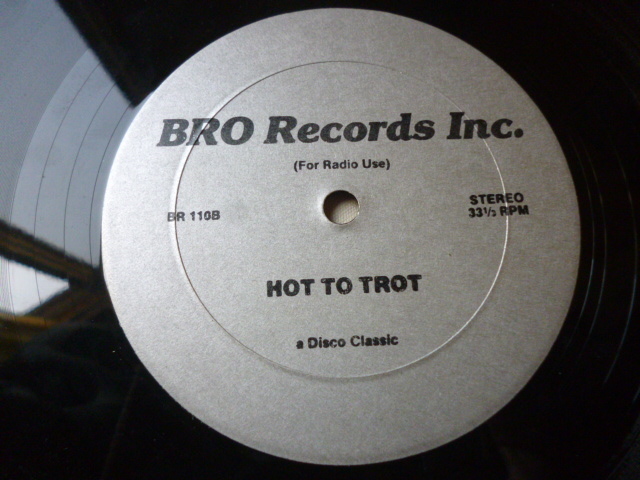 BRO Records Inc.
(For Radio Use)
BR 110B
STEREO
33⅓ RPM
HOT TO TROT
a Disco Classic